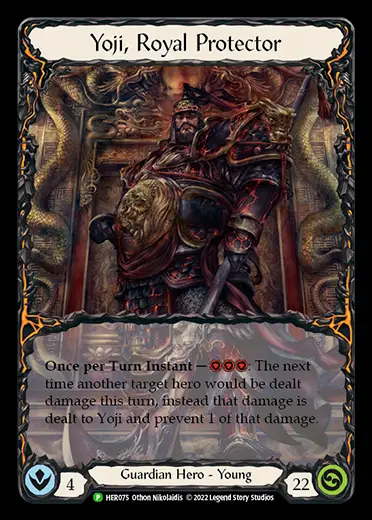 Yoji, Royal Protector
Once per Turn Instant — : The next
time another target hero would be dealt
damage this turn, instead that damage is
dealt to Yoji and prevent 1 of that damage.
4
Guardian Hero - Young
22
P HER075 Othon Nikolaidis © 2022 Legend Story Studios